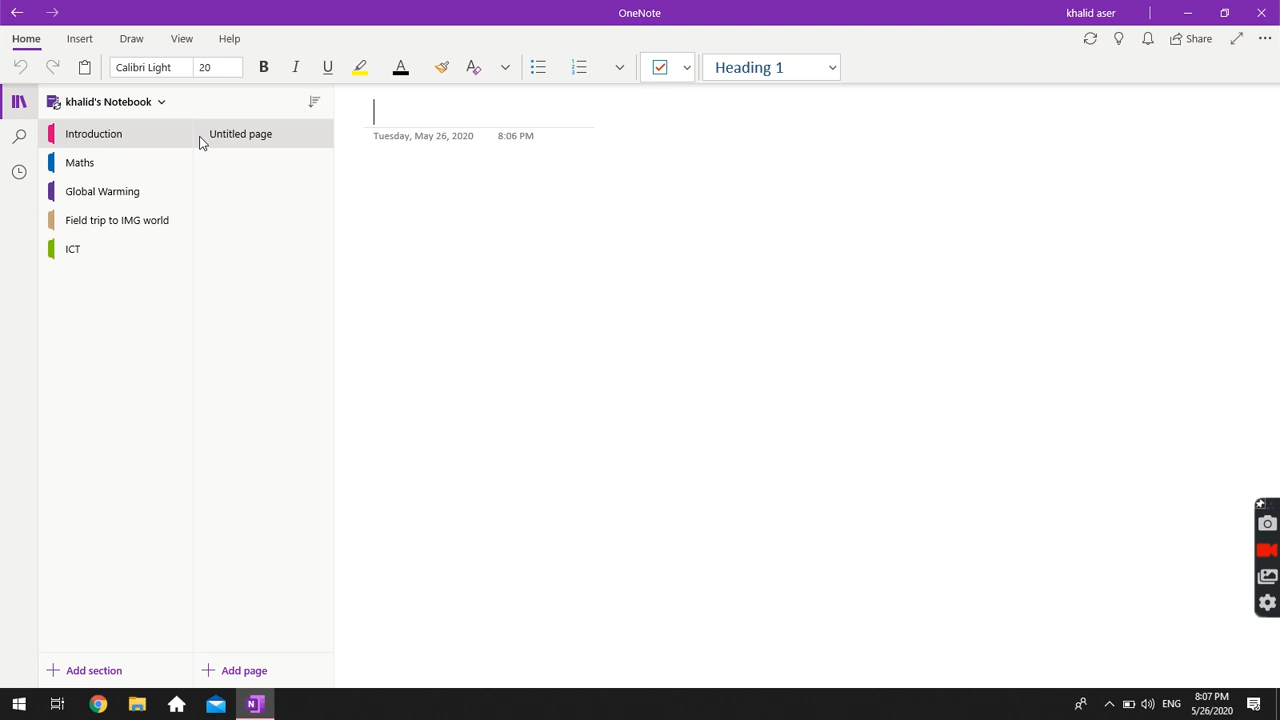 OneNote
khalid aser
Home Insert Draw View Help
Share
Calibri Light 20 B I U A Heading 1
khalid's Notebook
Introduction
Maths
Global Warming
Field trip to IMG world
ICT
Untitled page
Tuesday, May 26, 2020 8:06 PM
Add section
Add page
ENG
8:07 PM
5/26/2020